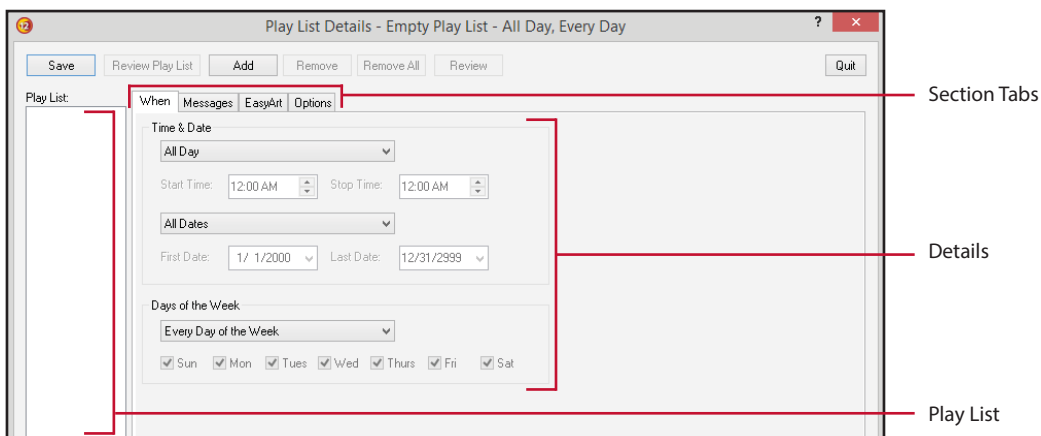 Play List Details - Empty Play List - All Day, Every Day ? ×
Save Review Play List Add Remove Remove All Review Quit
Play List:
When Messages EasyArt Options
Section Tabs
Time & Date
All Day
Start Time: 12:00 AM Stop Time: 12:00 AM
All Dates
First Date: 1/ 1/2000 Last Date: 12/31/2999
Details
Days of the Week
Every Day of the Week
Sun Mon Tues Wed Thurs Fri Sat
Play List